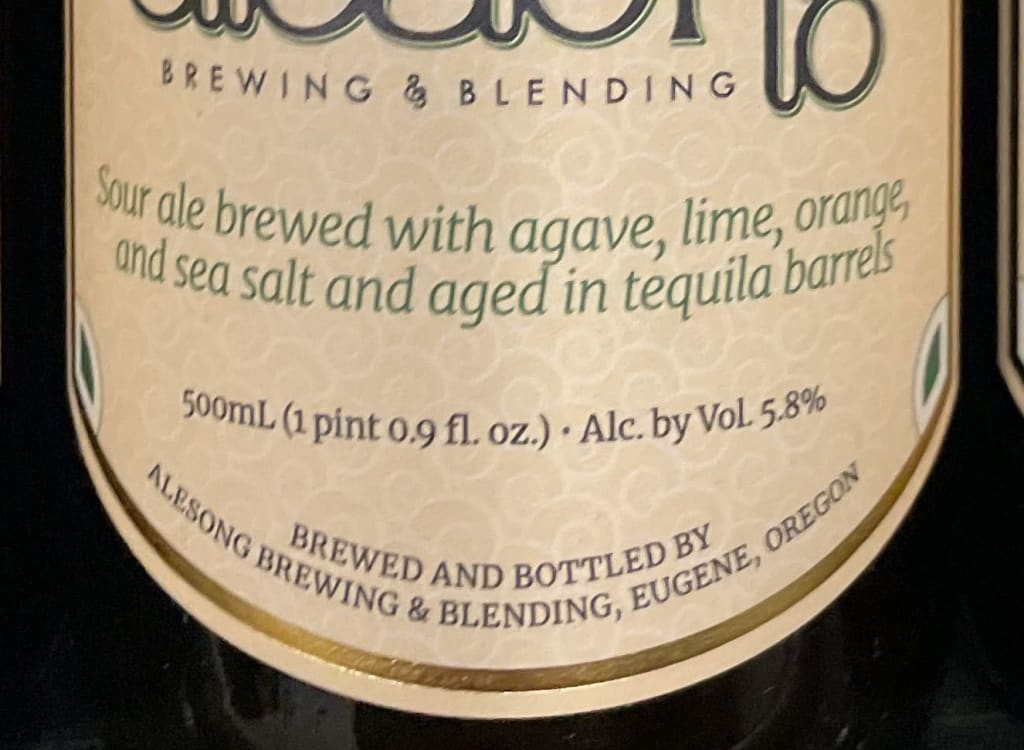 BREWING & BLENDING
Sour ale brewed with agave, lime, orange,
and sea salt and aged in tequila barrels
500mL (1 pint 0.9 fl. oz.) · Alc. by Vol. 5.8%
BREWED AND BOTTLED BY
ALESONG BREWING & BLENDING, EUGENE, OREGON